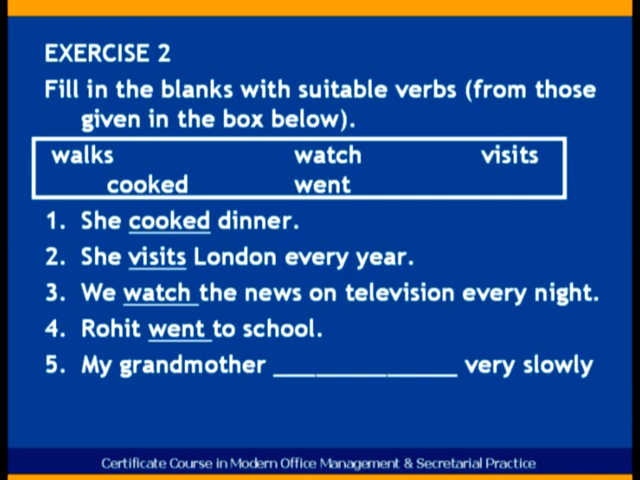 EXERCISE 2
Fill in the blanks with suitable verbs (from those
given in the box below).
walks watch visits
cooked went
1. She cooked dinner.
2. She visits London every year.
3. We watch the news on television every night.
4. Rohit went to school.
5. My grandmother _____________ very slowly
Certificate Course in Modern Office Management & Secretarial Practice